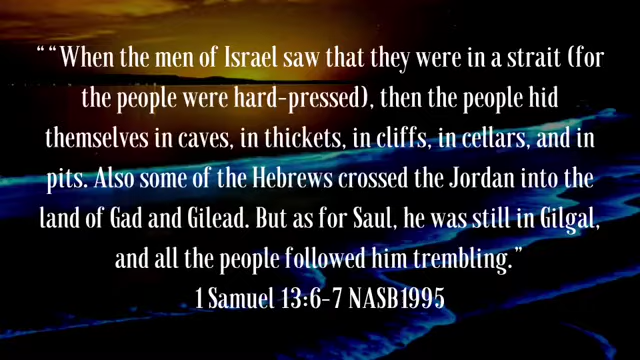 ““When the men of Israel saw that they were in a strait (for
the people were hard-pressed), then the people hid
themselves in caves, in thickets, in cliffs, in cellars, and in
pits. Also some of the Hebrews crossed the Jordan into the
land of Gad and Gilead. But as for Saul, he was still in Gilgal,
and all the people followed him trembling.”
1 Samuel 13:6-7 NASB1995